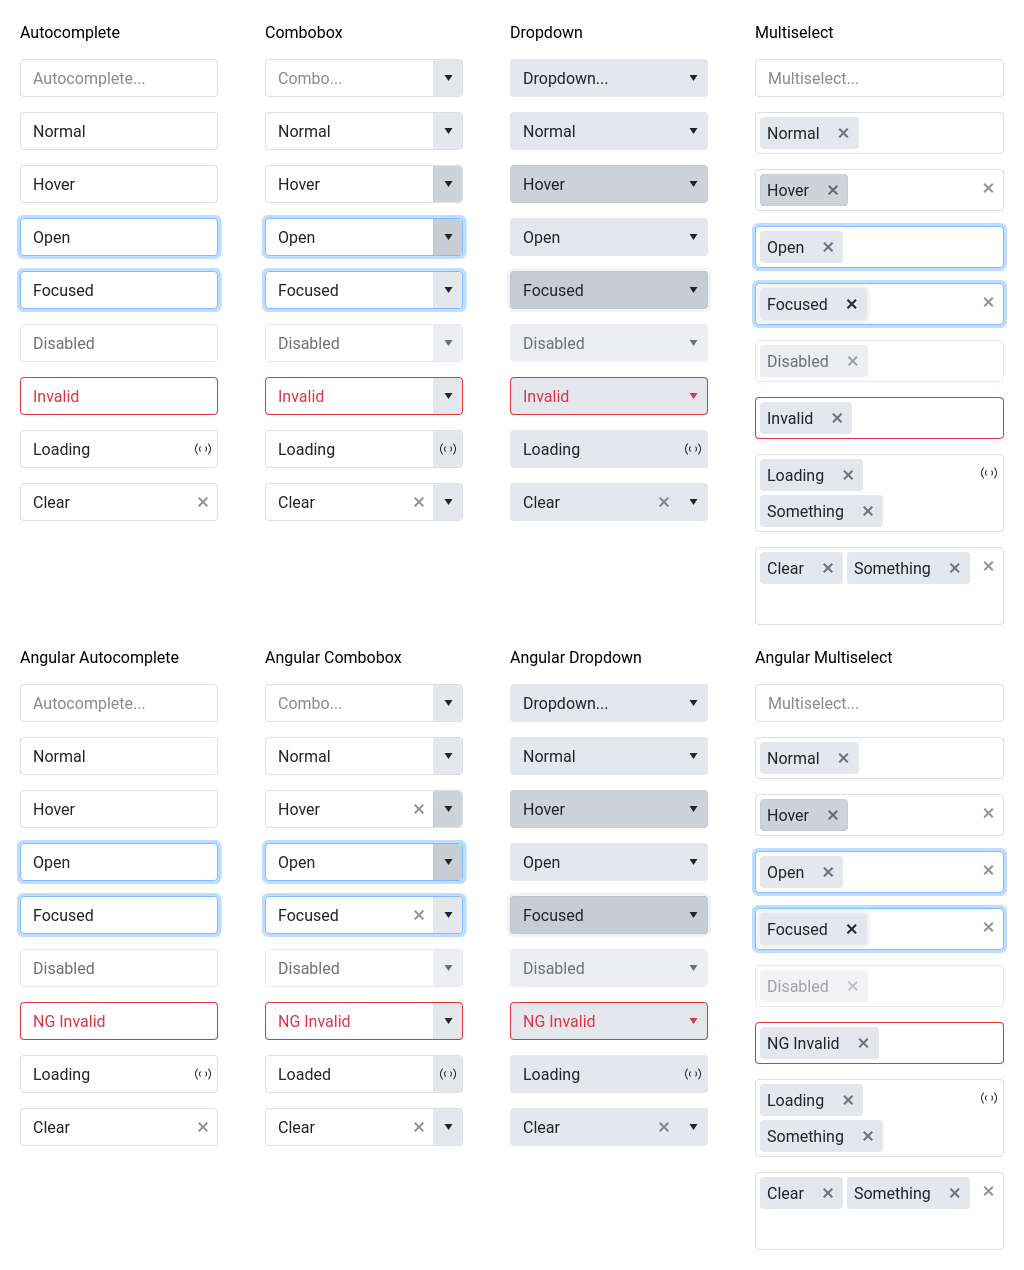 Autocomplete
Autocomplete...
Normal
Hover
Open
Focused
Disabled
Invalid
Loading
Clear
Combobox
Combo...
Normal
Hover
Open
Focused
Disabled
Invalid
Loading
Clear
Dropdown
Dropdown...
Normal
Hover
Open
Focused
Disabled
Invalid
Loading
Clear
Multiselect
Multiselect...
Normal
Hover
Open
Focused
Disabled
Invalid
Loading
Something
Clear Something
Angular Autocomplete
Autocomplete...
Normal
Hover
Open
Focused
Disabled
NG Invalid
Loading
Clear
Angular Combobox
Combo...
Normal
Hover
Open
Focused
Disabled
NG Invalid
Loaded
Clear
Angular Dropdown
Dropdown...
Normal
Hover
Open
Focused
Disabled
NG Invalid
Loading
Clear
Angular Multiselect
Multiselect...
Normal
Hover
Open
Focused
Disabled
NG Invalid
Loading
Something
Clear Something